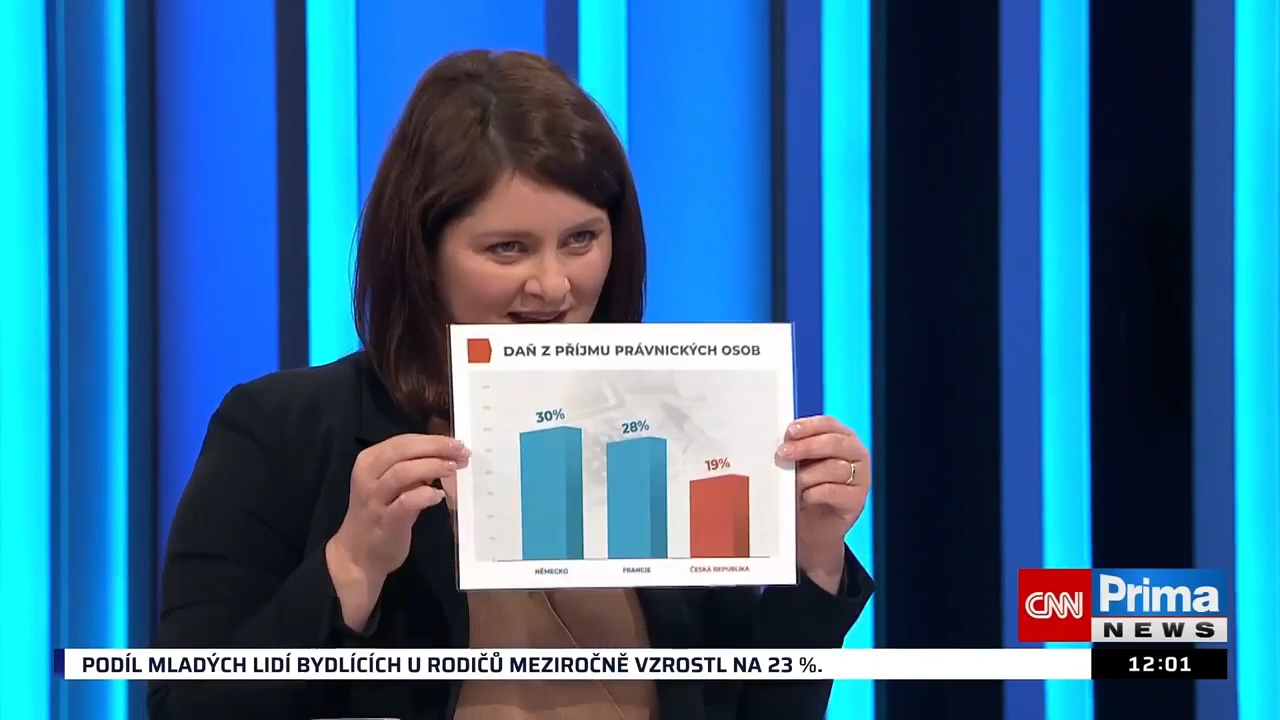 DAŇ Z PŘÍJMU PRÁVNICKÝCH OSOB
30%
28%
19%
NĚMECKO
FRANCIE
ČESKÁ REPUBLIKA
CNN Prima
NEWS
PODÍL MLADÝCH LIDÍ BYDLÍCÍCH U RODIČŮ MEZIROČNĚ VZROSTL NA 23 %.
12:01